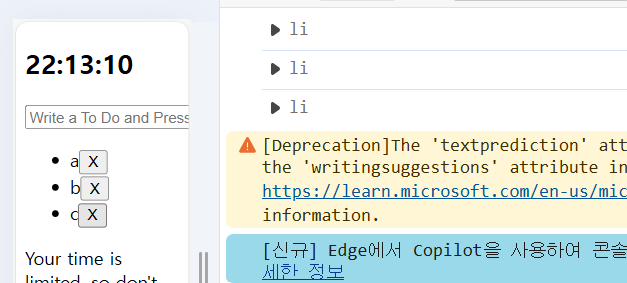 22:13:10
Write a To Do and Press
a X
b X
c X
Your time is
limited, so don't
li
li
li
[Deprecation]The 'textprediction' att
the 'writingsuggestions' attribute in
https://learn.microsoft.com/en-us/mic
information.
[신규] Edge에서 Copilot을 사용하여 콘솔
세한 정보